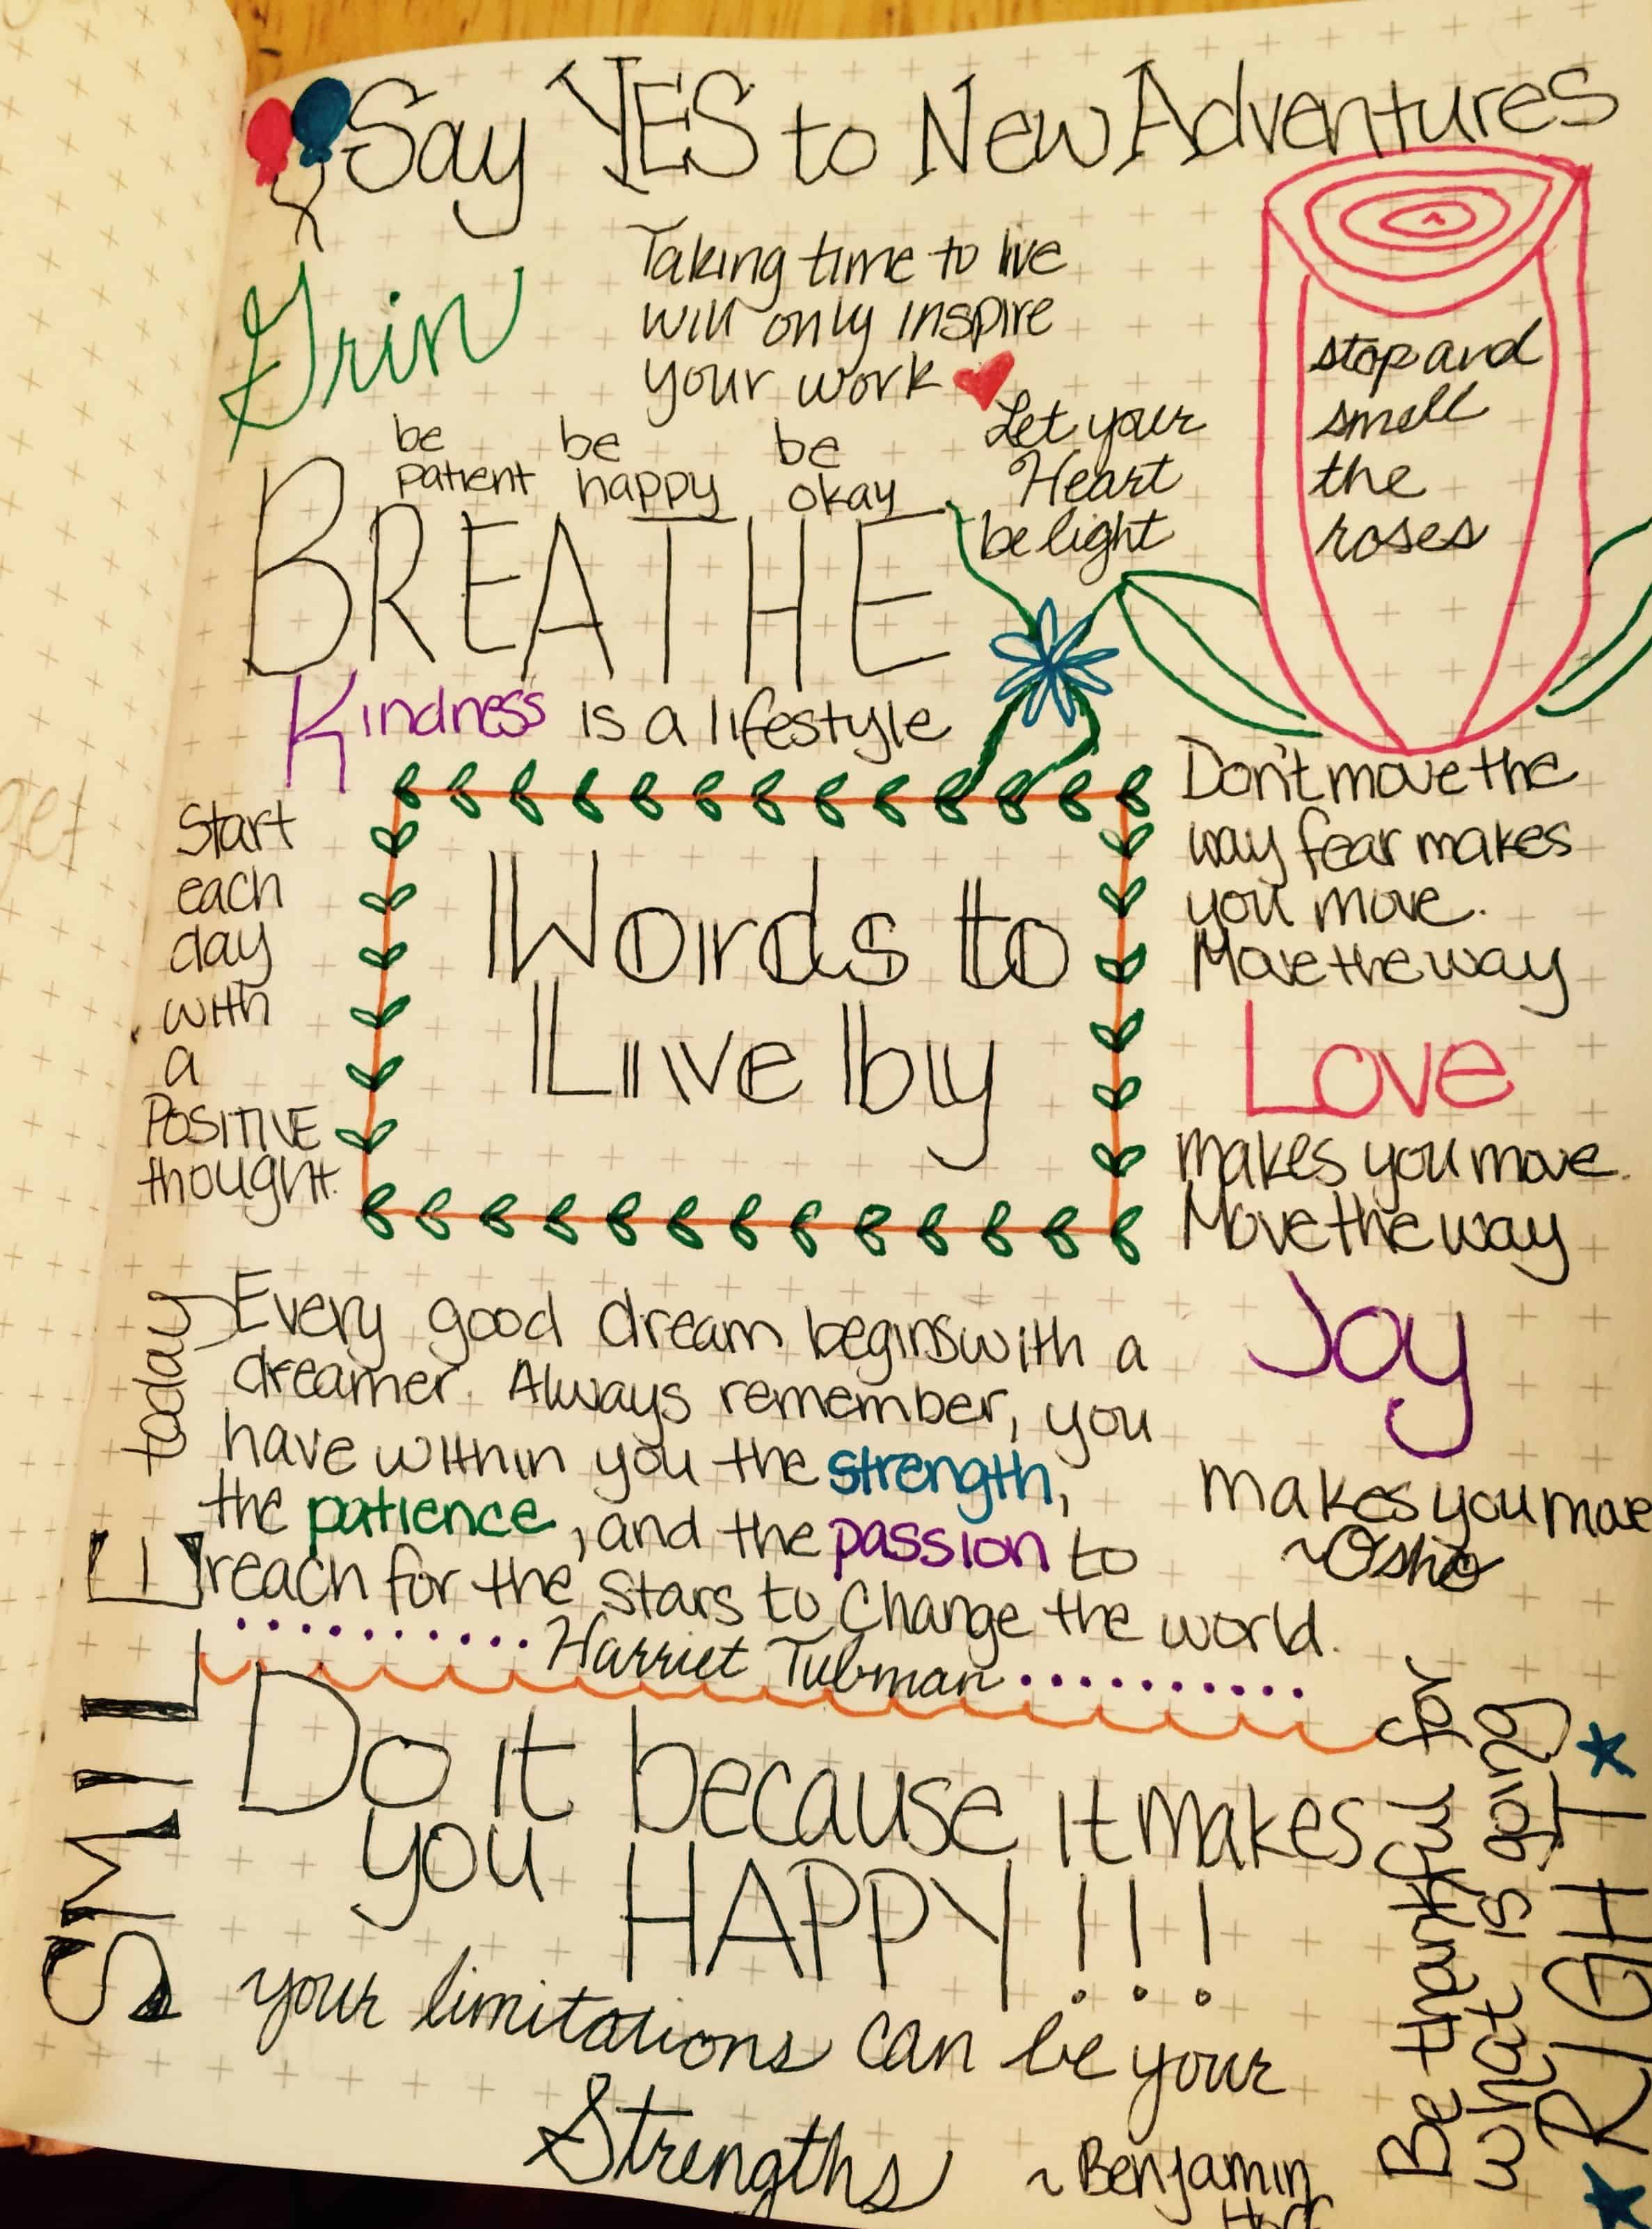 Say YES to New Adventures
Grin
Taking time to live
will only inspire
your work
stop and
smell
the
roses
be
patient
be
happy
be
okay
Let your
Heart
be light
BREATHE
Kindness is a lifestyle
Start
each
day
with
a
POSITIVE
thought.
Words to
Live by
Don't move the
way fear makes
you move.
Move the way
Love
makes you move.
Move the way
Joy
makes you move
~Osho
SMILE today
Every good dream begins with a
dreamer. Always remember, you
have within you the strength,
the patience, and the passion to
reach for the stars to change the world.
Harriet Tubman
Do it because it makes
you HAPPY!!!
your limitations can be your
Strengths
~Benjamin
Be thankful for
what is going
RIGHT